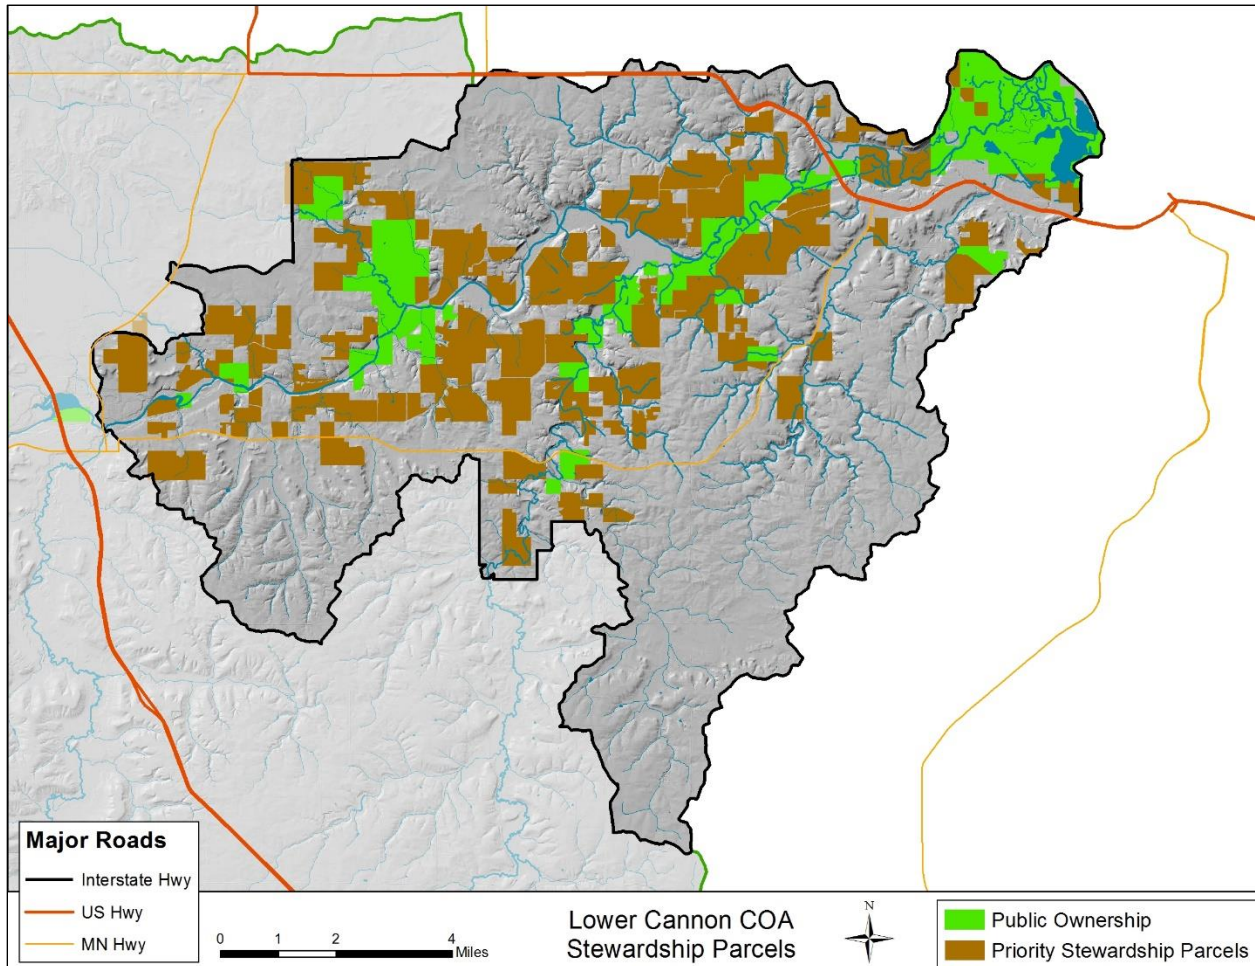 Major Roads
Interstate Hwy
US Hwy
MN Hwy
0 1 2 4
Miles
Lower Cannon COA
Stewardship Parcels
N
Public Ownership
Priority Stewardship Parcels